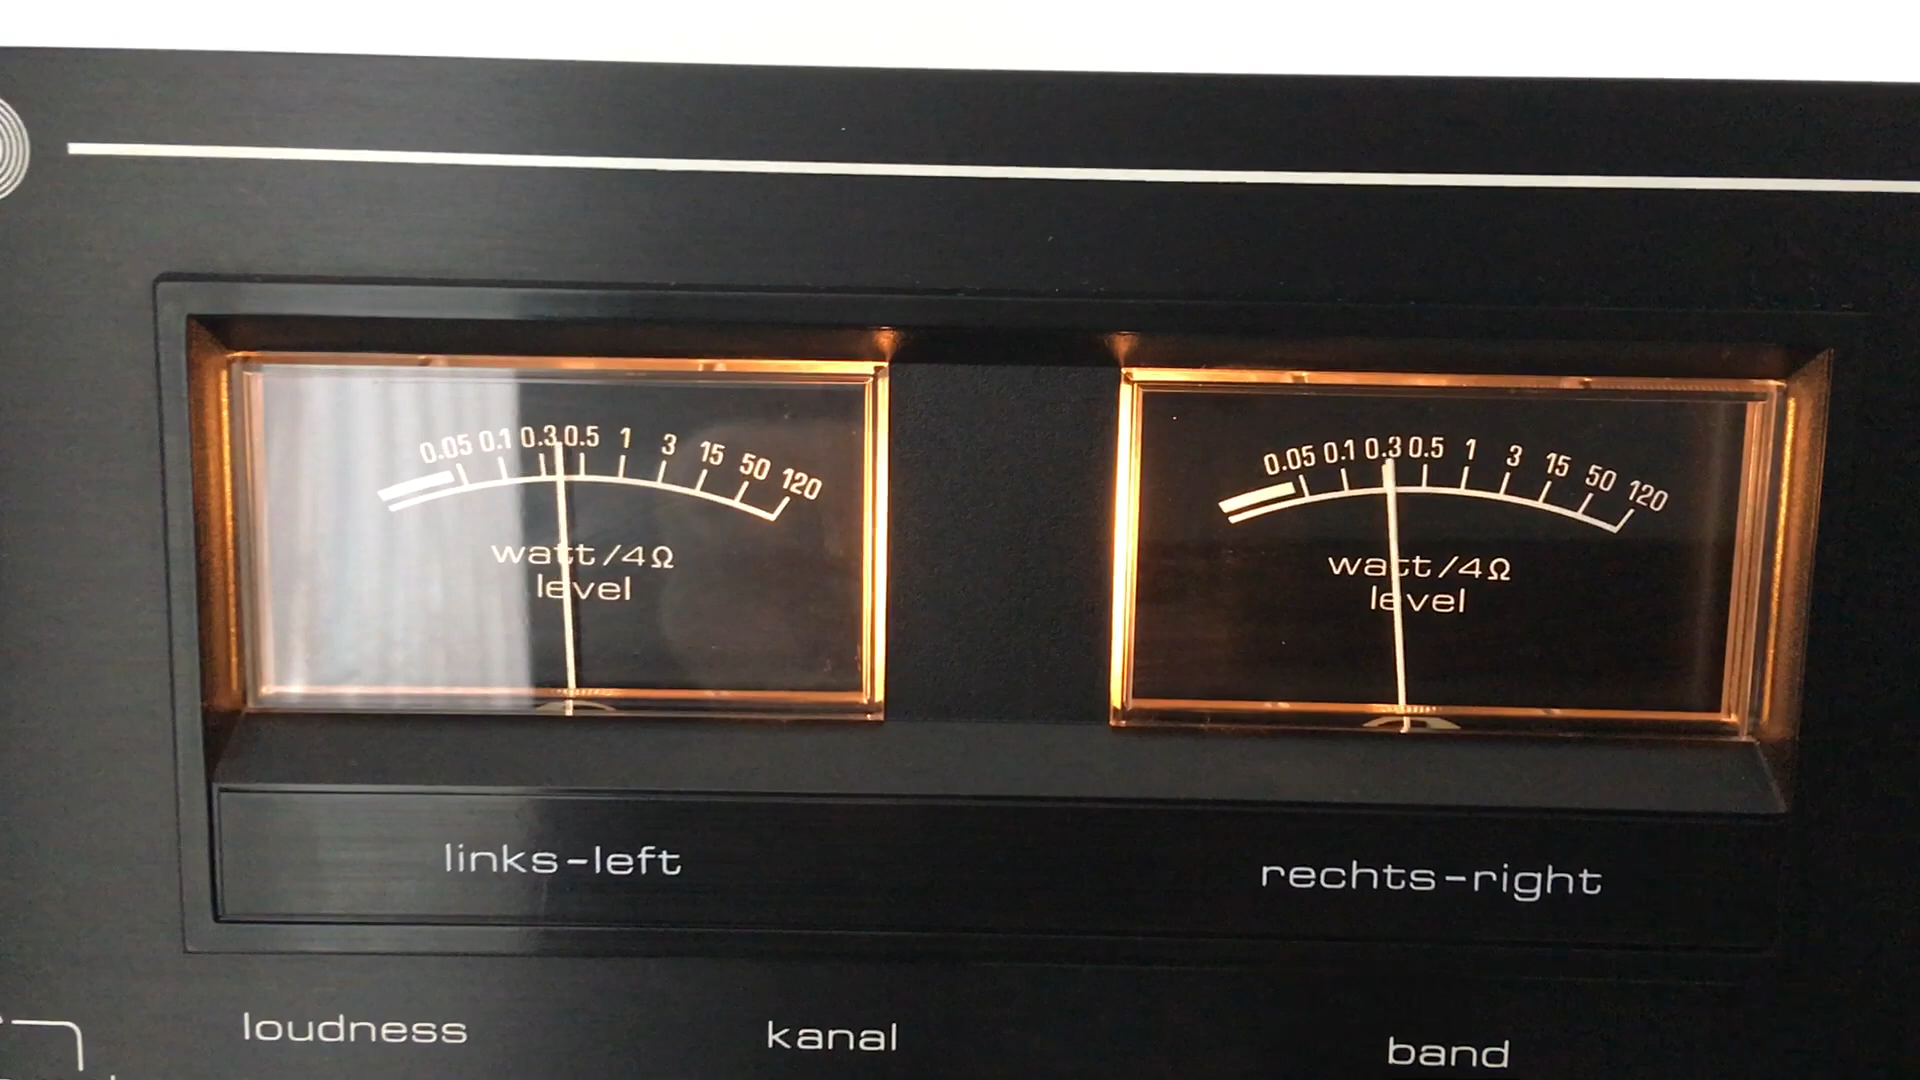 0.05 0.1 0.3 0.5 1 3 15 50 120
watt/4Ω
level
0.05 0.1 0.3 0.5 1 3 15 50 120
watt/4Ω
level
links-left
rechts-right
loudness
kanal
band